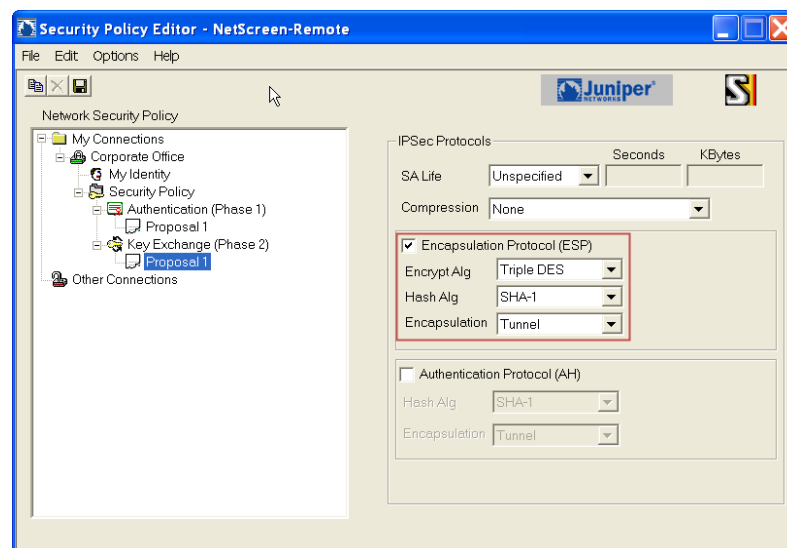 Security Policy Editor - NetScreen-Remote
File Edit Options Help
Juniper
NETWORKS
Network Security Policy
My Connections
Corporate Office
My Identity
Security Policy
Authentication (Phase 1)
Proposal 1
Key Exchange (Phase 2)
Proposal 1
Other Connections
IPSec Protocols
Seconds KBytes
SA Life Unspecified
Compression None
Encapsulation Protocol (ESP)
Encrypt Alg Triple DES
Hash Alg SHA-1
Encapsulation Tunnel
Authentication Protocol (AH)
Hash Alg SHA-1
Encapsulation Tunnel